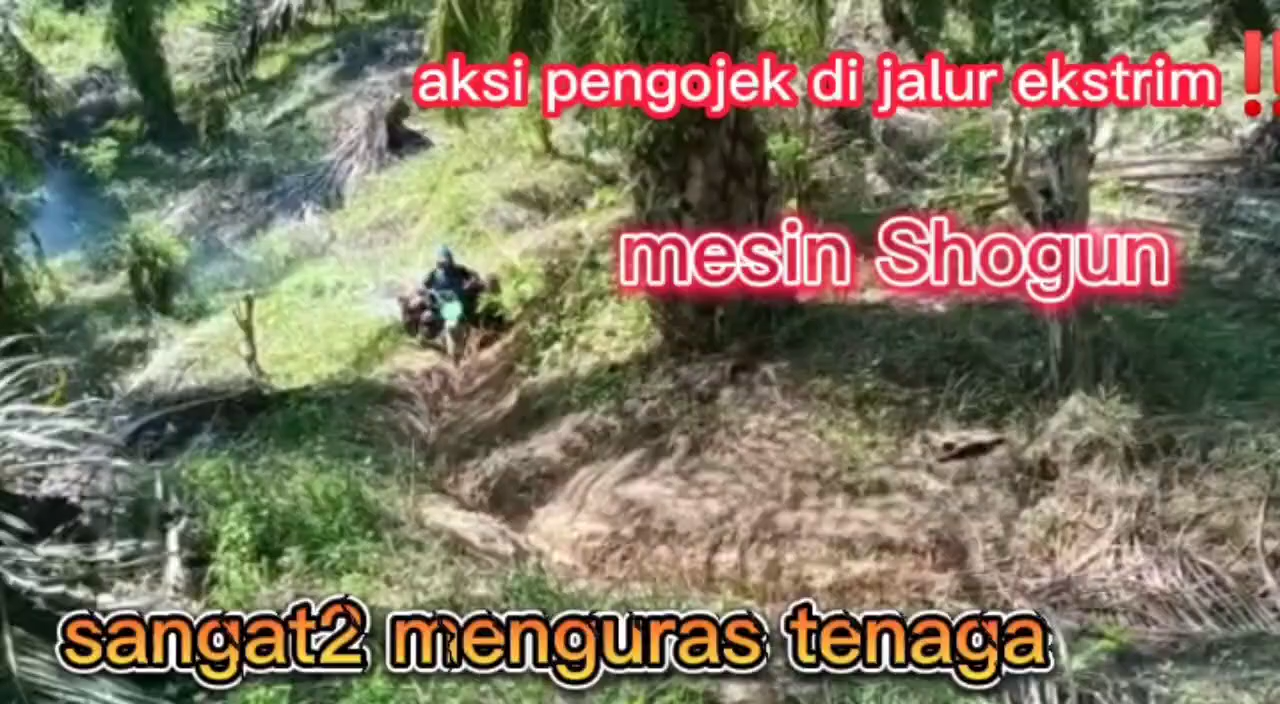 aksi pengojek di jalur ekstrim‼️
mesin Shogun
sangat2 menguras tenaga